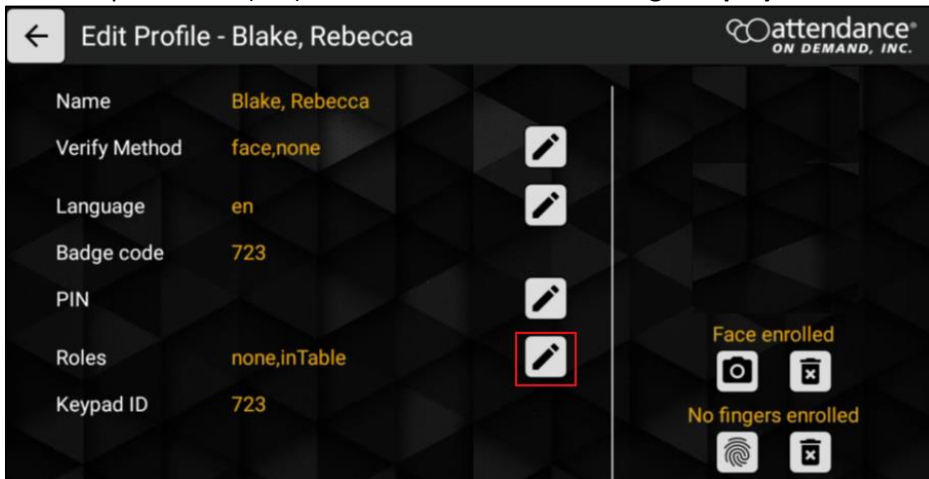 Edit Profile - Blake, Rebecca
attendance®
ON DEMAND, INC.
Name Blake, Rebecca
Verify Method face,none
Language en
Badge code 723
PIN
Roles none,inTable
Keypad ID 723
Face enrolled
No fingers enrolled